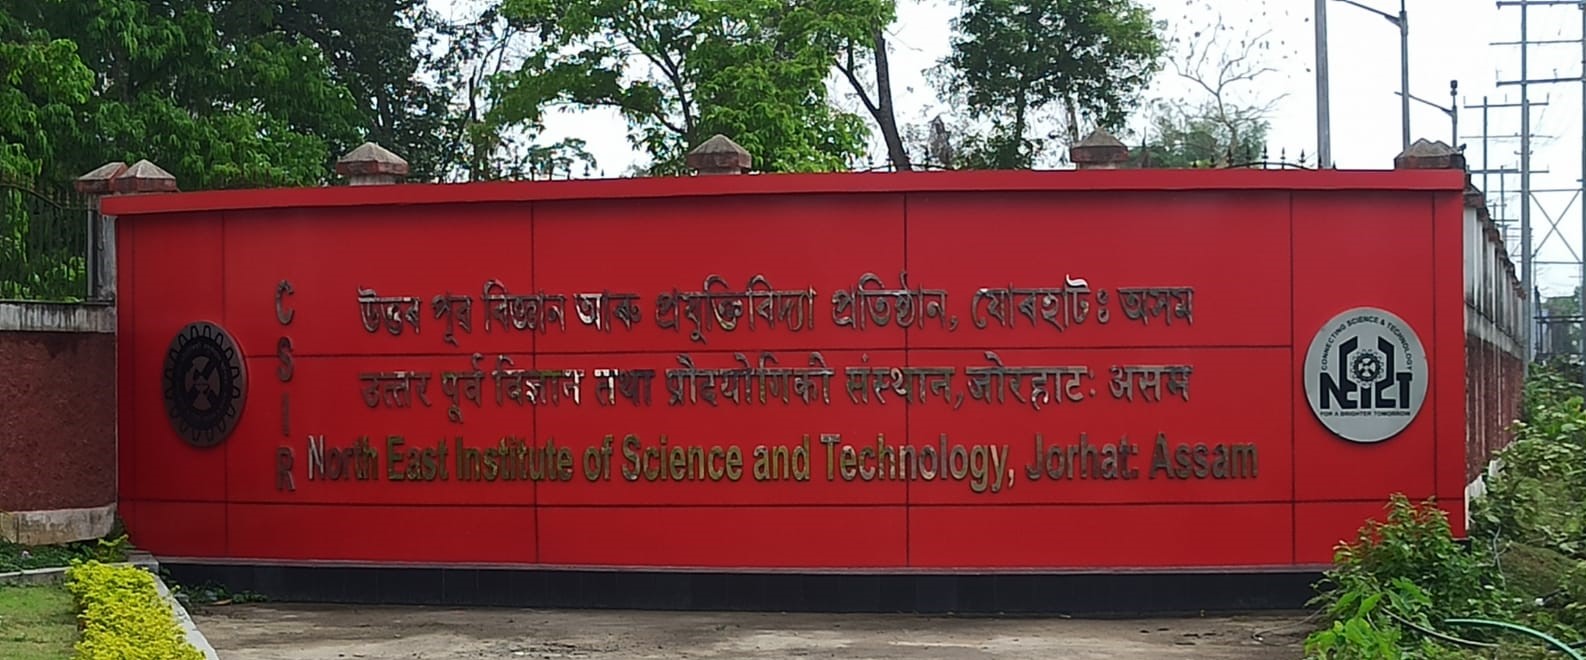 CSIR
উত্তৰ পূৱ বিজ্ঞান আৰু প্ৰযুক্তিবিদ্যা প্ৰতিষ্ঠান, যোৰহাট : অসম
उत्तर पूर्व विज्ञान तथा प्रौदयोगिकी संस्थान,जोरहाट: असम
North East Institute of Science and Technology, Jorhat: Assam
CONNECTING SCIENCE & TECHNOLOGY
NEIST
FOR A BRIGHTER TOMORROW